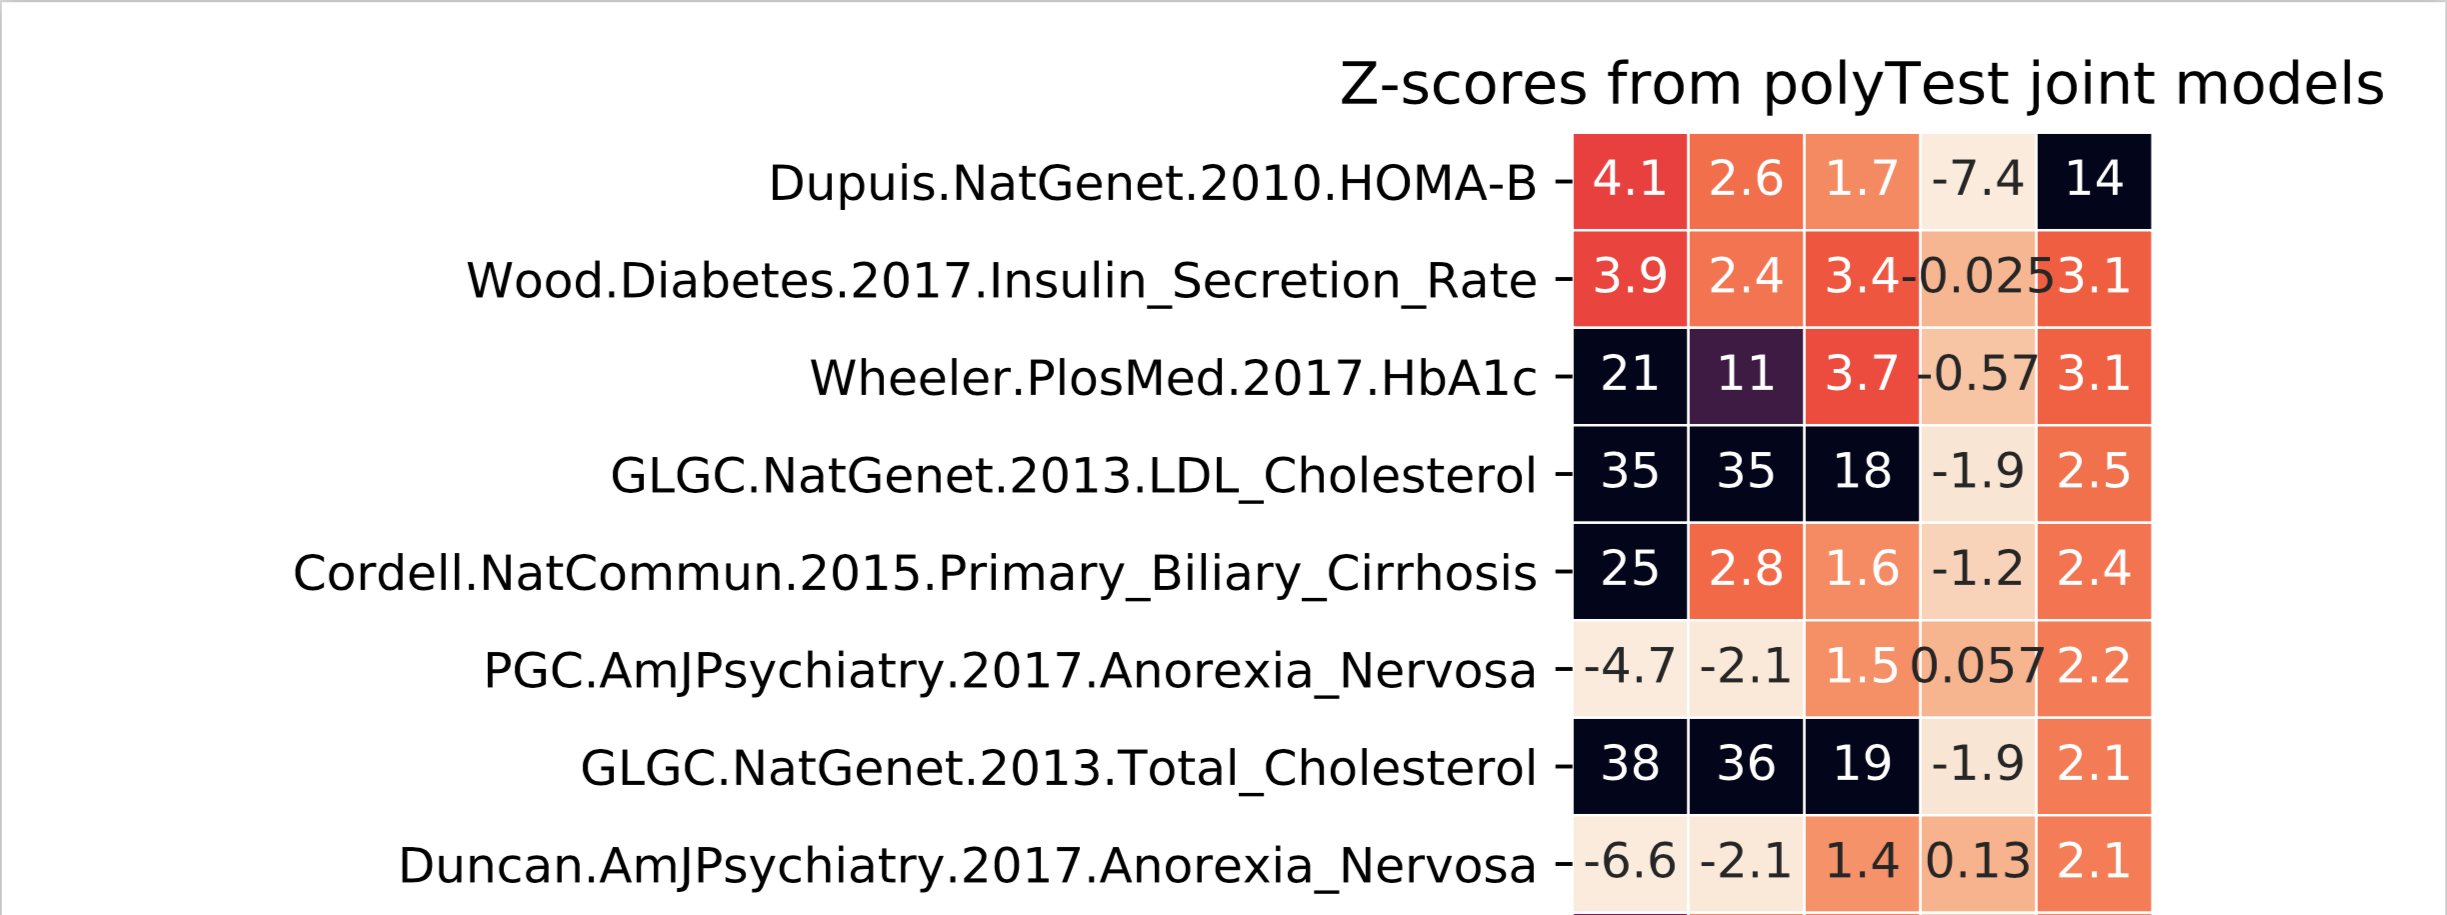 Z-scores from polyTest joint models
Dupuis.NatGenet.2010.HOMA-B 4.1 2.6 1.7 -7.4 14
Wood.Diabetes.2017.Insulin_Secretion_Rate 3.9 2.4 3.4 -0.025 3.1
Wheeler.PlosMed.2017.HbA1c 21 11 3.7 -0.57 3.1
GLGC.NatGenet.2013.LDL_Cholesterol 35 35 18 -1.9 2.5
Cordell.NatCommun.2015.Primary_Biliary_Cirrhosis 25 2.8 1.6 -1.2 2.4
PGC.AmJPsychiatry.2017.Anorexia_Nervosa -4.7 -2.1 1.5 0.057 2.2
GLGC.NatGenet.2013.Total_Cholesterol 38 36 19 -1.9 2.1
Duncan.AmJPsychiatry.2017.Anorexia_Nervosa -6.6 -2.1 1.4 0.13 2.1